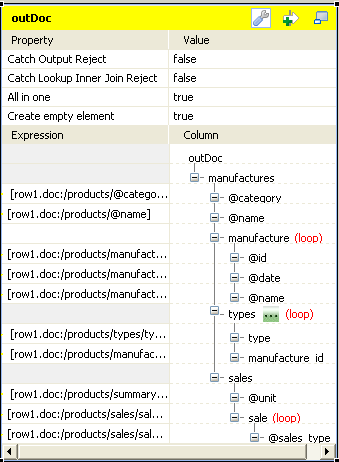 outDoc
Property Value
Catch Output Reject false
Catch Lookup Inner Join Reject false
All in one true
Create empty element true
Expression Column
outDoc
manufactures
[row1.doc:/products/@catego... @category
[row1.doc:/products/@name] @name
manufacture (loop)
[row1.doc:/products/manufact... @id
[row1.doc:/products/manufact... @date
[row1.doc:/products/manufact... @name
types ... (loop)
[row1.doc:/products/types/ty... type
[row1.doc:/products/manufac... manufacture_id
sales
[row1.doc:/products/summary... @unit
[row1.doc:/products/sales/sal... sale (loop)
[row1.doc:/products/sales/sal... @sales_type